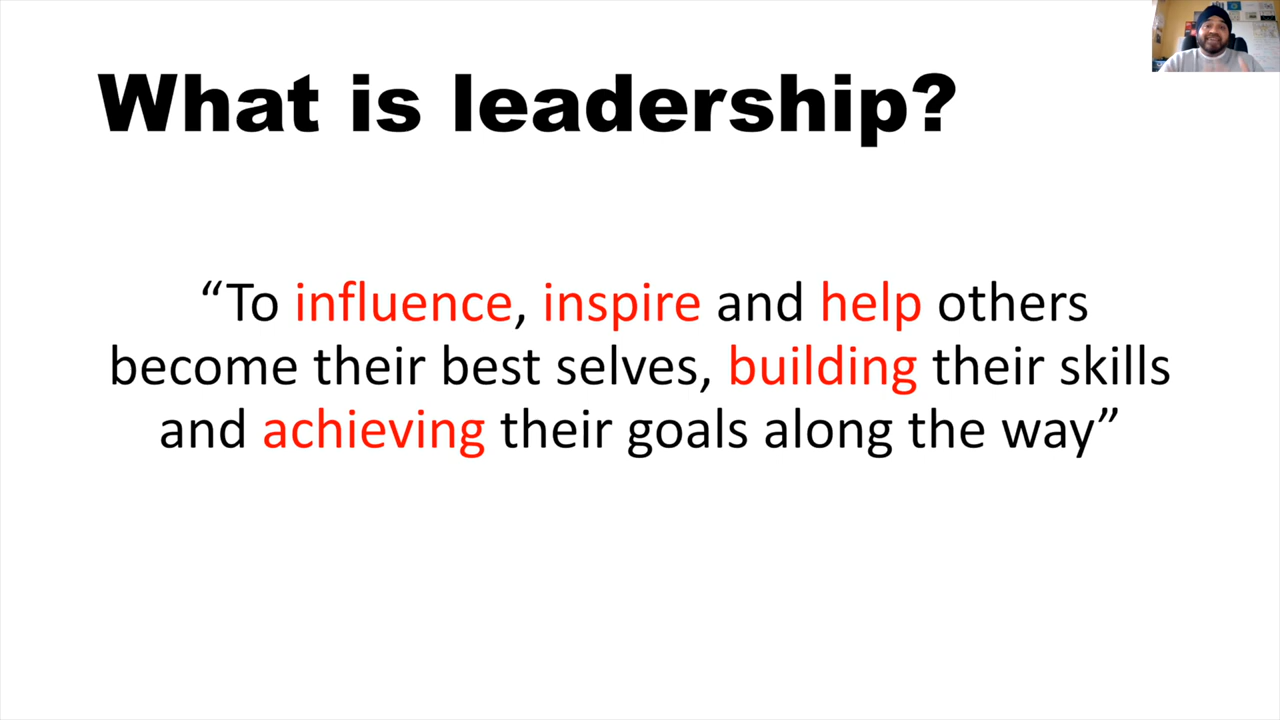 What is leadership?
“To influence, inspire and help others
become their best selves, building their skills
and achieving their goals along the way”